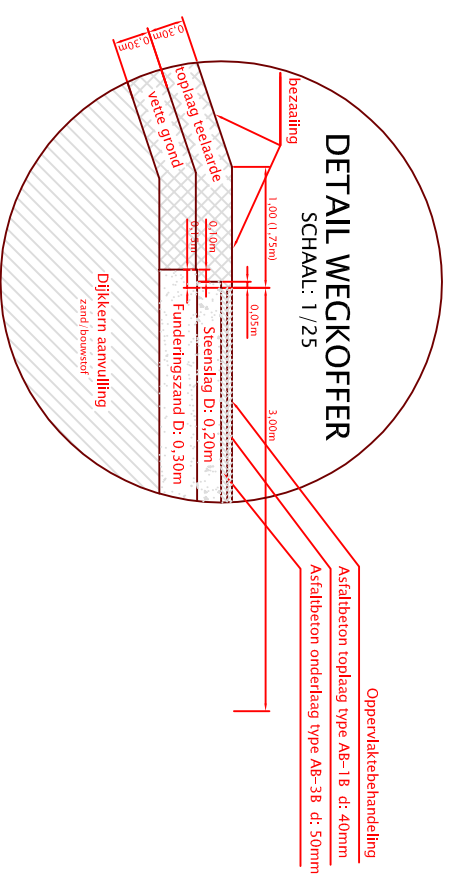 DETAIL WEGKOFFER
SCHAAL: 1/25
bezaaiing
0,30m
0,30m
toplaag teelaarde
vette grond
1,00 (1,75m)
0,10m
0,15m
0,05m
3,00m
Steenslag D: 0,20m
Funderingszand D: 0,30m
Dijkkern aanvulling
zand/bouwstof
Oppervlaktebehandeling
Asfaltbeton toplaag type AB-1B d: 40mm
Asfaltbeton onderlaag type AB-3B d: 50mm